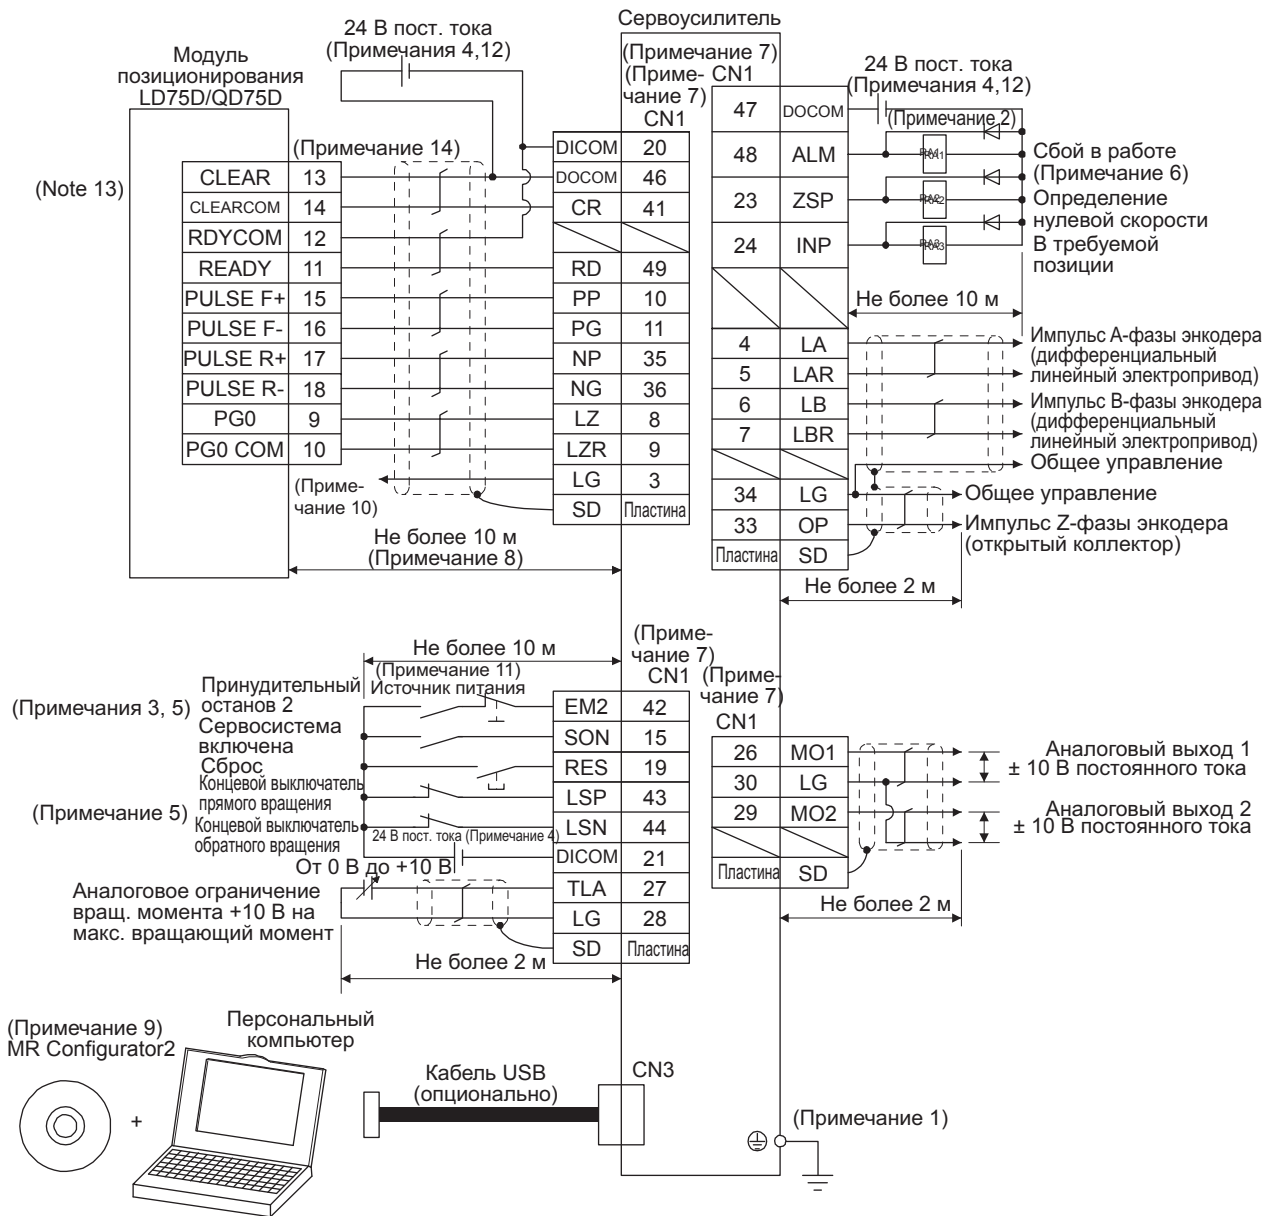 Сервоусилитель
24 В пост. тока
(Примечания 4,12)
Модуль
позиционирования
LD75D/QD75D
(Note 13)
(Примечание 14)
CLEAR 13
CLEARCOM 14
RDYCOM 12
READY 11
PULSE F+ 15
PULSE F- 16
PULSE R+ 17
PULSE R- 18
PG0 9
PG0 COM 10
(Приме-
чание 10)
Не более 10 м
(Примечание 8)
(Примечание 7)
(Приме-
чание 7)
CN1
DICOM 20
DOCOM 46
CR 41
RD 49
PP 10
PG 11
NP 35
NG 36
LZ 8
LZR 9
LG 3
SD Пластина
CN1
47 DOCOM
48 ALM
23 ZSP
24 INP
4 LA
5 LAR
6 LB
7 LBR
34 LG
33 OP
Пластина SD
24 В пост. тока
(Примечания 4,12)
(Примечание 2)
RA1
RA2
RA3
Сбой в работе
(Примечание 6)
Определение
нулевой скорости
В требуемой
позиции
Не более 10 м
Импульс A-фазы энкодера
(дифференциальный
линейный электропривод)
Импульс B-фазы энкодера
(дифференциальный
линейный электропривод)
Общее управление
Общее управление
Импульс Z-фазы энкодера
(открытый коллектор)
Не более 2 м
Не более 10 м
(Примечание 11)
Источник питания
(Примечания 3, 5)
Принудительный
останов 2
Сервосистема
включена
Сброс
Концевой выключатель
прямого вращения
(Примечание 5)
Концевой выключатель
обратного вращения
24 В пост. тока (Примечание 4)
От 0 В до +10 В
Аналоговое ограничение
вращ. момента +10 В на
макс. вращающий момент
Не более 2 м
(Приме-
чание 7)
CN1
EM2 42
SON 15
RES 19
LSP 43
LSN 44
DICOM 21
TLA 27
LG 28
SD Пластина
(Приме-
чание 7)
CN1
26 MO1
30 LG
29 MO2
Пластина SD
Аналоговый выход 1
± 10 В постоянного тока
Аналоговый выход 2
± 10 В постоянного тока
Не более 2 м
(Примечание 9)
MR Configurator2
+
Персональный
компьютер
Кабель USB
(опционально)
CN3
(Примечание 1)